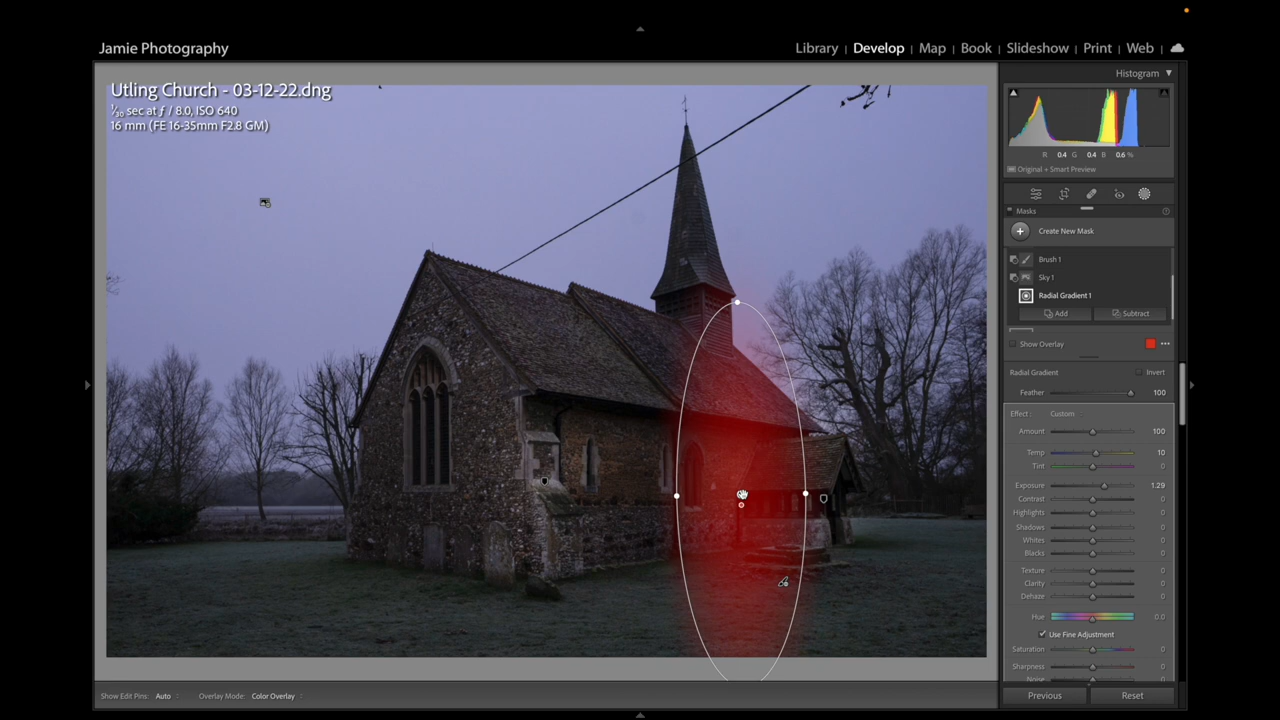 Jamie Photography
Library | Develop | Map | Book | Slideshow | Print | Web
Histogram
Utling Church - 03-12-22.dng
1/30 sec at ƒ / 8.0, ISO 640
16 mm (FE 16-35mm F2.8 GM)
R 0.4 G 0.4 B 0.6 %
Original + Smart Preview
Masks
Create New Mask
Brush 1
Sky 1
Radial Gradient 1
Add Subtract
Show Overlay
Radial Gradient Invert
Feather 100
Effect: Custom
Amount 100
Temp 10
Tint 0
Exposure 1.29
Contrast 0
Highlights 0
Shadows 0
Whites 0
Blacks 0
Texture 0
Clarity 0
Dehaze 0
Hue 0.0
Use Fine Adjustment
Saturation 0
Sharpness 0
Noise 0
Show Edit Pins: Auto Overlay Mode: Color Overlay
Previous Reset